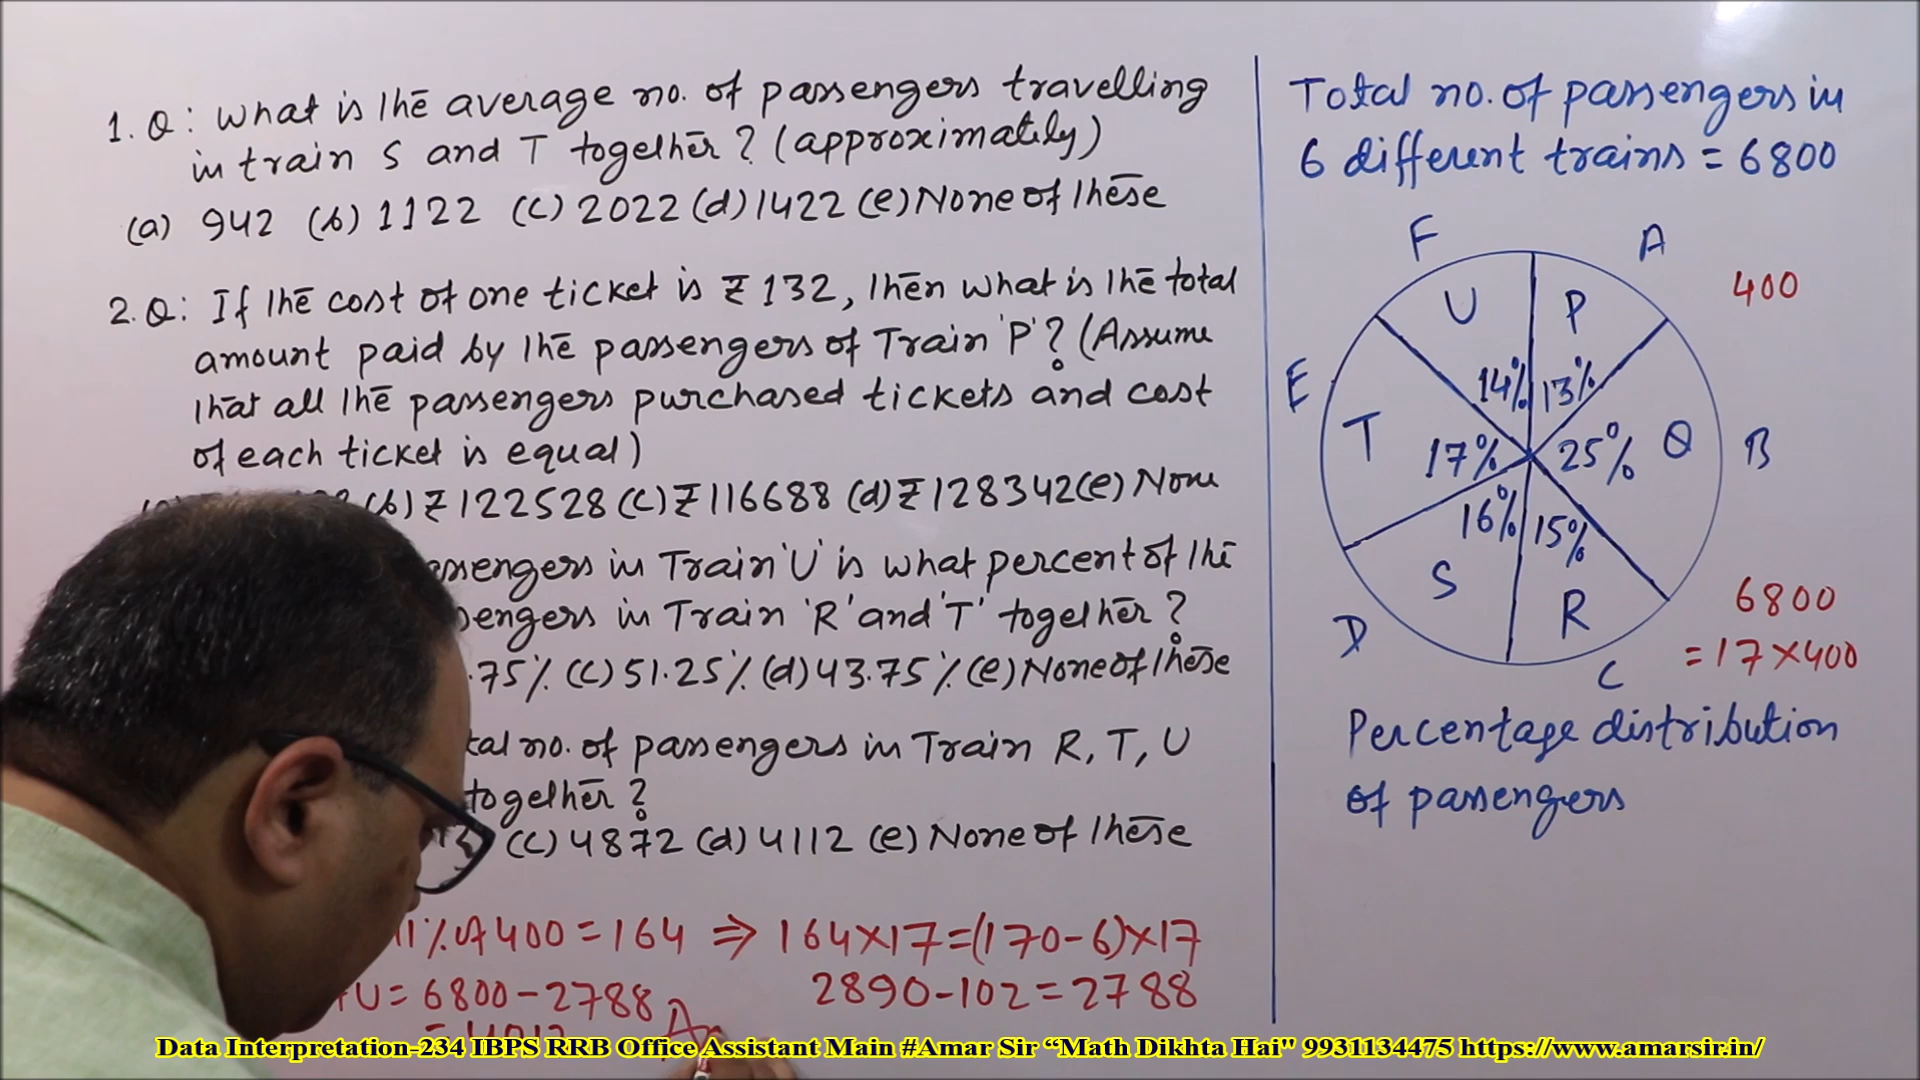 1. Q: What is the average no. of passengers travelling
in train S and T together? (approximately)
(a) 942 (b) 1122 (c) 2022 (d) 1422 (e) None of these
2. Q: If the cost of one ticket is ₹ 132, then what is the total
amount paid by the passengers of Train 'P'? (Assume
that all the passengers purchased tickets and cost
of each ticket is equal)
(b) ₹ 122528 (c) ₹ 116688 (d) ₹ 128342 (e) None
in Train 'U' is what percent of the
in Train 'R' and 'T' together?
.75% (c) 51.25% (d) 43.75% (e) None of these
no. of passengers in Train R, T, U
together?
(c) 4872 (d) 4112 (e) None of these
1% of 400 = 164 ⇒ 164×17=(170-6)×17
+U= 6800-2788
2890-102=2788
Total no. of passengers in
6 different trains = 6800
F A
400
U P
14% 13%
E
T 17% 25% Q B
16% 15%
S R
D C
6800
=17×400
Percentage distribution
of passengers
Data Interpretation-234 IBPS RRB Office Assistant Main #Amar Sir “Math Dikhta Hai" 9931134475 https://www.amarsir.in/